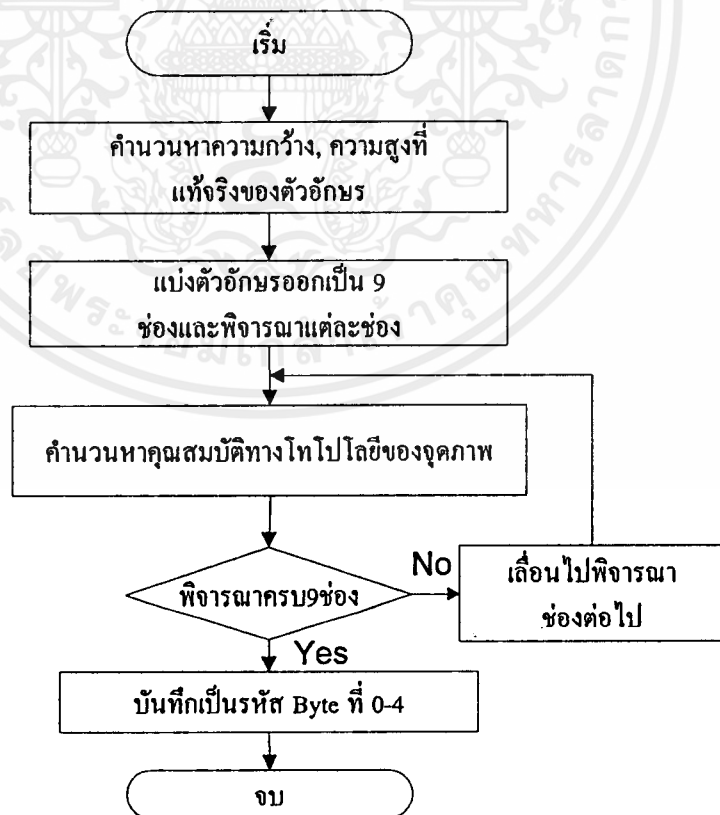 เริ่ม
คำนวนหาความกว้าง, ความสูงที่
แท้จริงของตัวอักษร
แบ่งตัวอักษรออกเป็น 9
ช่องและพิจารณาแต่ละช่อง
คำนวนหาคุณสมบัติทางโทโปโลยีของจุดภาพ
พิจารณาครบ9ช่อง
No
เลื่อนไปพิจารณา
ช่องต่อไป
Yes
บันทึกเป็นรหัส Byte ที่ 0-4
จบ